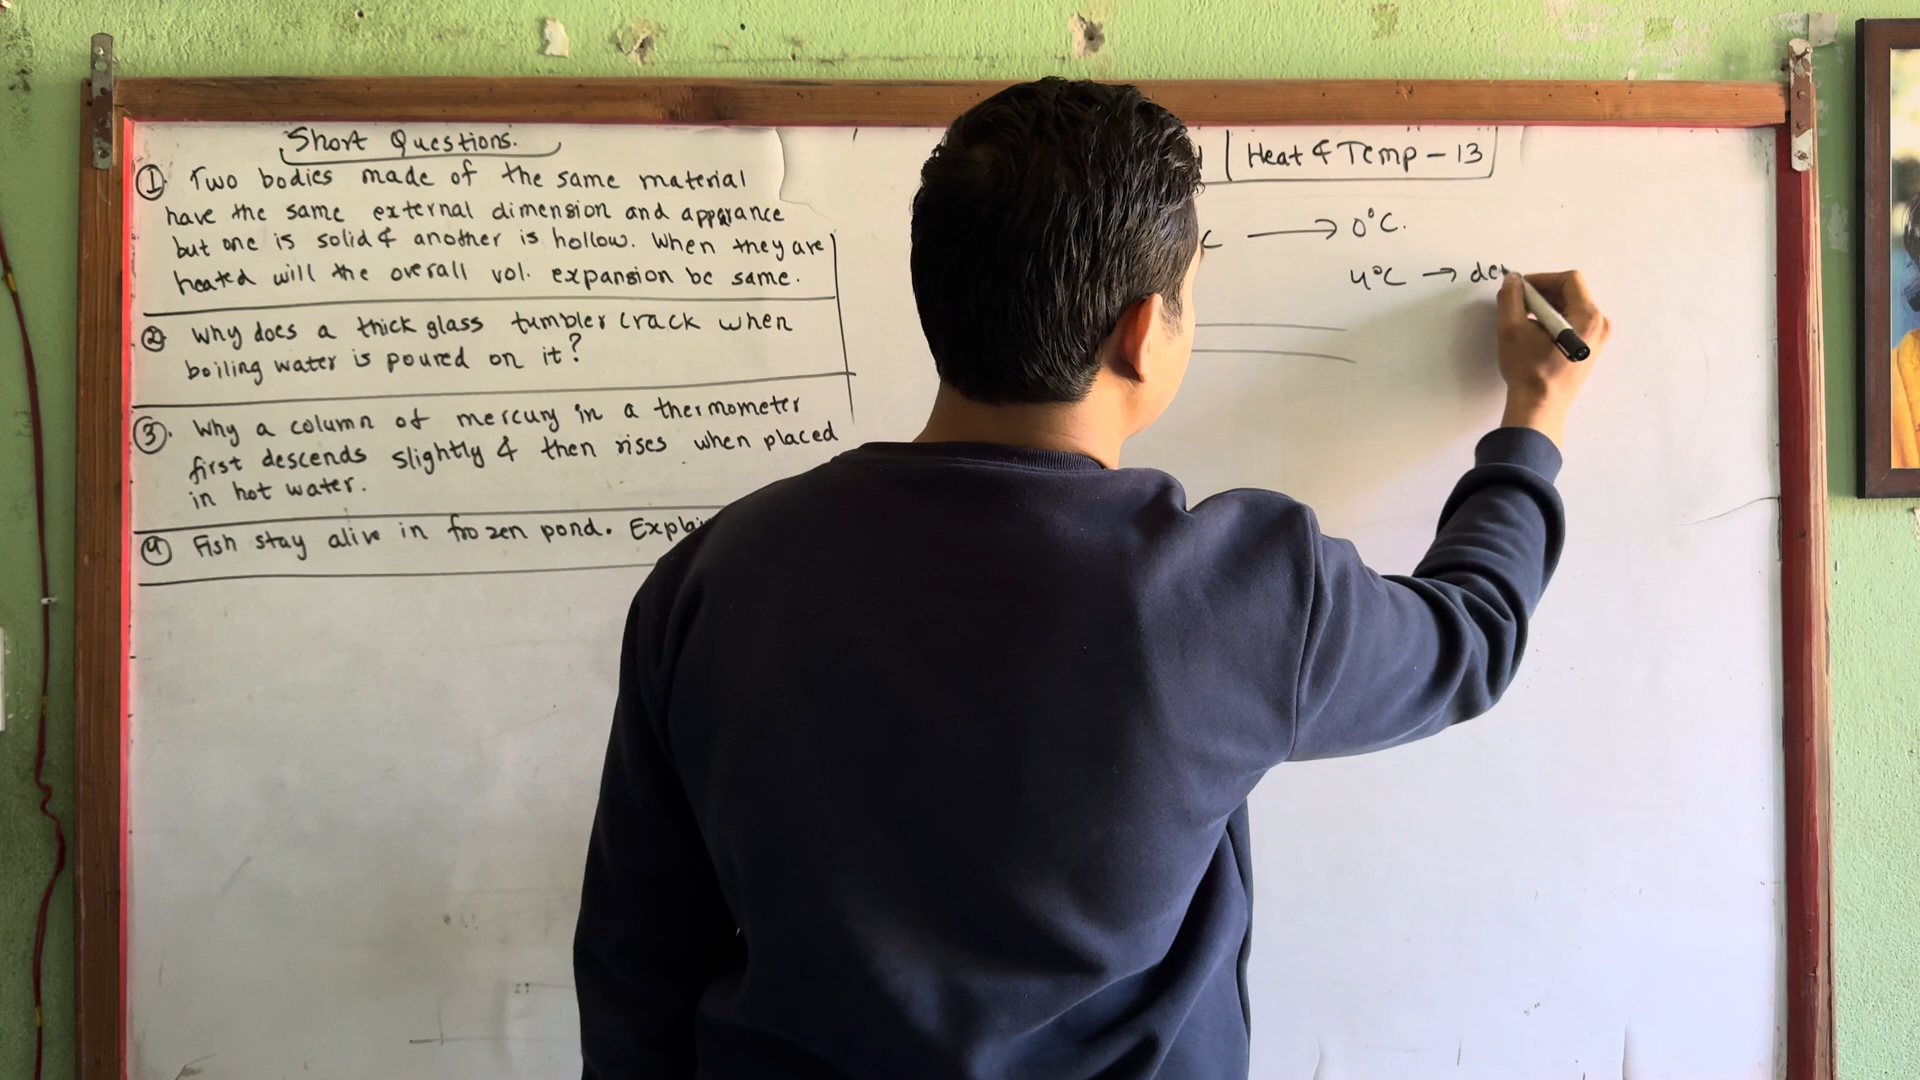 Short Questions.
① Two bodies made of the same material
have the same external dimension and apperance
but one is solid & another is hollow. When they are
heated will the overall vol. expansion be same.
② Why does a thick glass tumbler crack when
boiling water is poured on it?
③. Why a column of mercury in a thermometer
first descends slightly & then rises when placed
in hot water.
④ Fish stay alive in frozen pond.
Heat & Temp - 13
c → 0°C.
4°C →